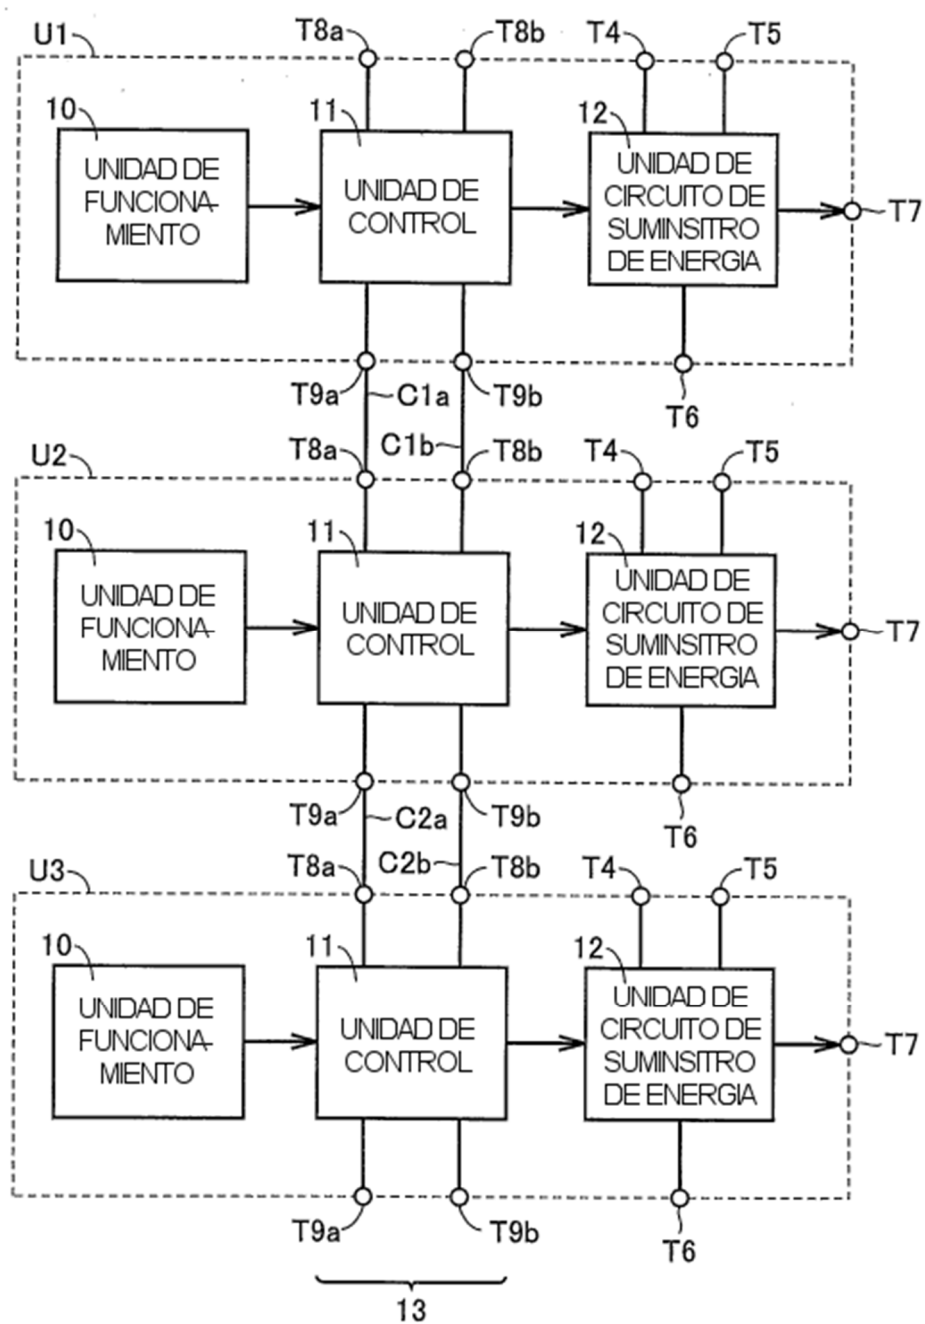 U1
T8a
T8b
T4
T5
10
11
12
UNIDAD DE
FUNCIONA-
MIENTO
UNIDAD DE
CONTROL
UNIDAD DE
CIRCUITO DE
SUMINSITRO
DE ENERGIA
T7
T9a
C1a
T9b
T6
U2
T8a
C1b
T8b
T4
T5
10
11
12
UNIDAD DE
FUNCIONA-
MIENTO
UNIDAD DE
CONTROL
UNIDAD DE
CIRCUITO DE
SUMINSITRO
DE ENERGIA
T7
T9a
C2a
T9b
T6
U3
T8a
C2b
T8b
T4
T5
10
11
12
UNIDAD DE
FUNCIONA-
MIENTO
UNIDAD DE
CONTROL
UNIDAD DE
CIRCUITO DE
SUMINSITRO
DE ENERGIA
T7
T9a
T9b
T6
13